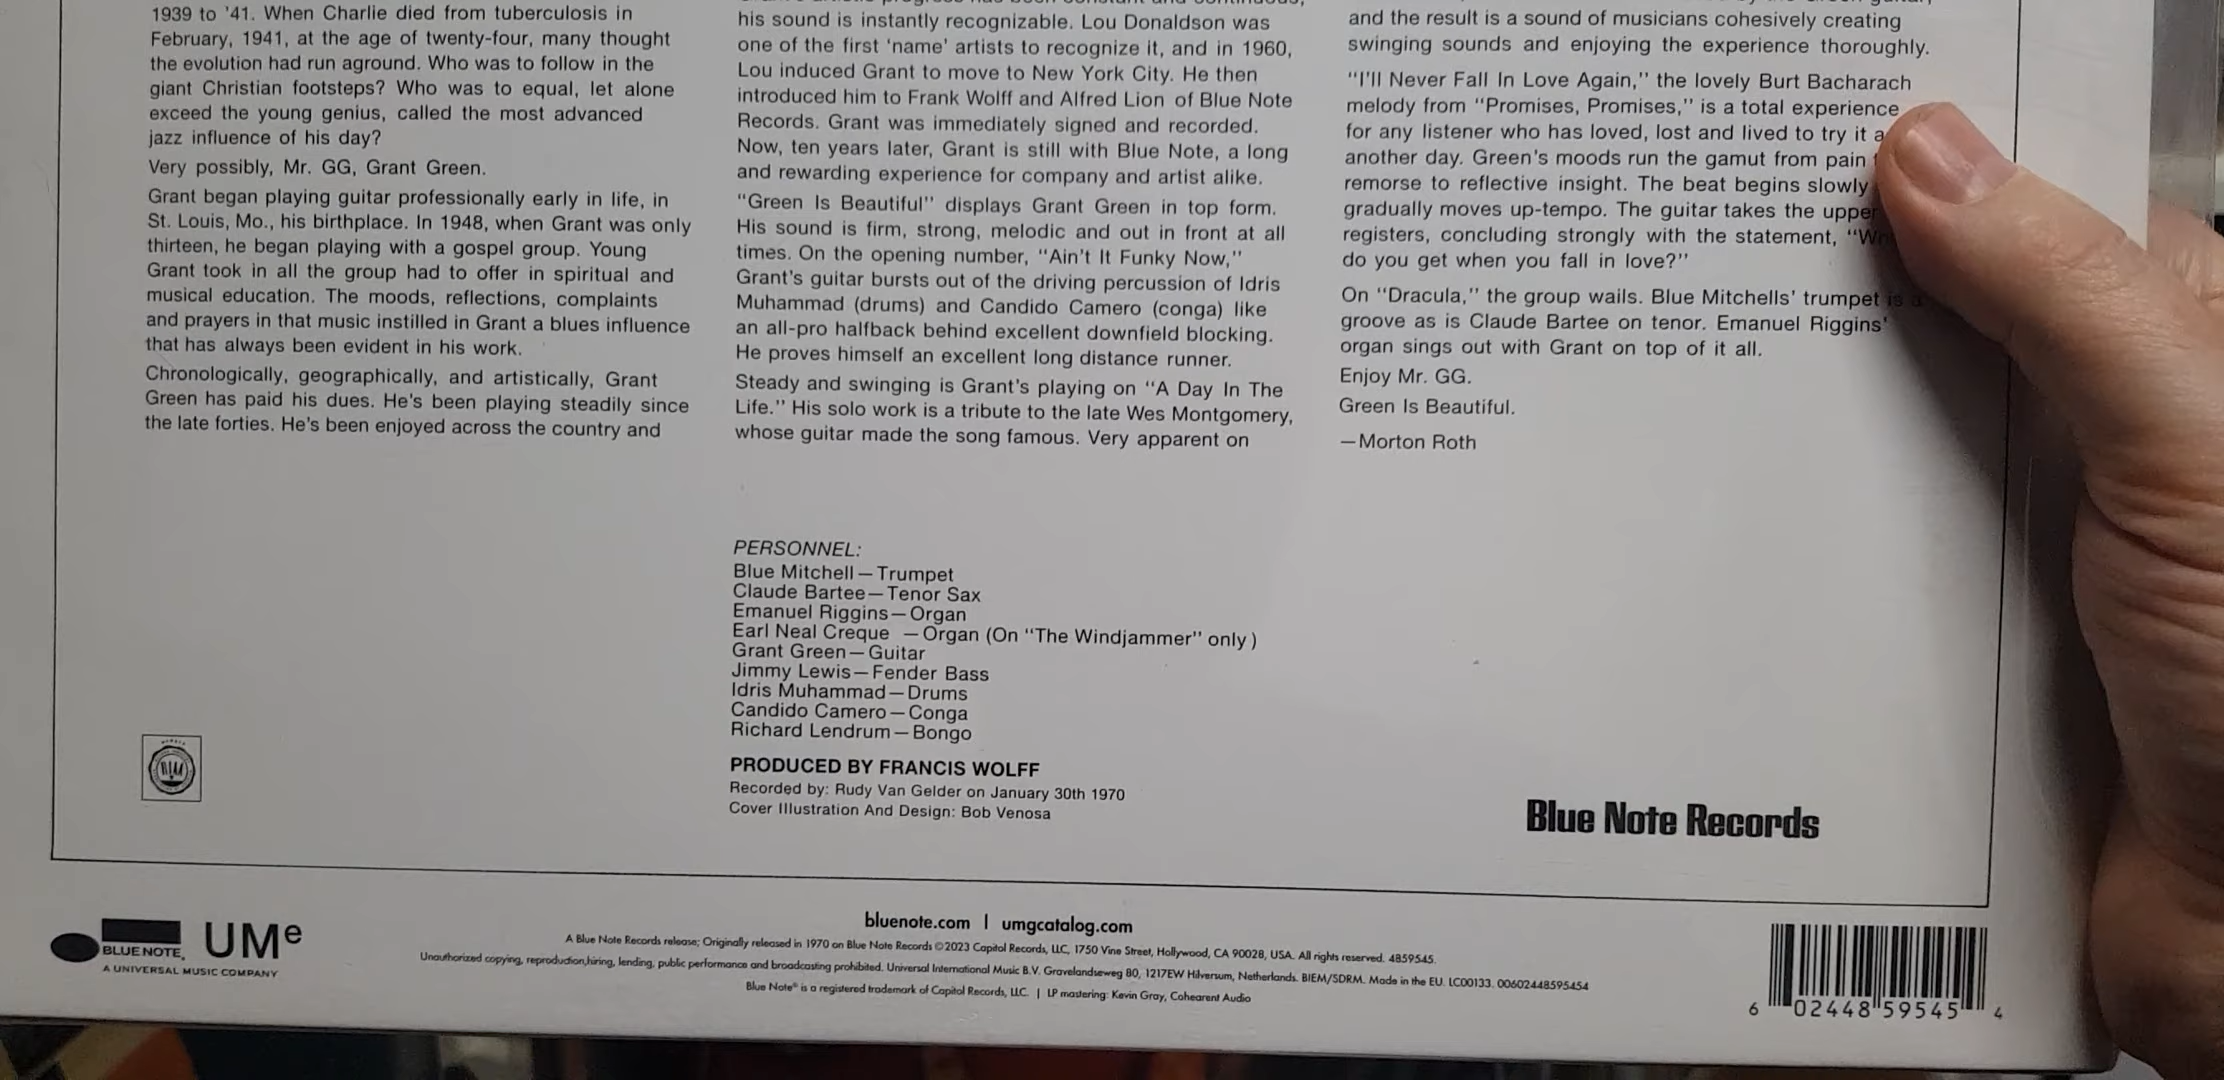 1939 to '41. When Charlie died from tuberculosis in
February, 1941, at the age of twenty-four, many thought
the evolution had run aground. Who was to follow in the
giant Christian footsteps? Who was to equal, let alone
exceed the young genius, called the most advanced
jazz influence of his day?
Very possibly, Mr. GG, Grant Green.
Grant began playing guitar professionally early in life, in
St. Louis, Mo., his birthplace. In 1948, when Grant was only
thirteen, he began playing with a gospel group. Young
Grant took in all the group had to offer in spiritual and
musical education. The moods, reflections, complaints
and prayers in that music instilled in Grant a blues influence
that has always been evident in his work.
Chronologically, geographically, and artistically, Grant
Green has paid his dues. He's been playing steadily since
the late forties. He's been enjoyed across the country and
his sound is instantly recognizable. Lou Donaldson was
one of the first 'name' artists to recognize it, and in 1960,
Lou induced Grant to move to New York City. He then
introduced him to Frank Wolff and Alfred Lion of Blue Note
Records. Grant was immediately signed and recorded.
Now, ten years later, Grant is still with Blue Note, a long
and rewarding experience for company and artist alike.
"Green Is Beautiful" displays Grant Green in top form.
His sound is firm, strong, melodic and out in front at all
times. On the opening number, "Ain't It Funky Now,"
Grant's guitar bursts out of the driving percussion of Idris
Muhammad (drums) and Candido Camero (conga) like
an all-pro halfback behind excellent downfield blocking.
He proves himself an excellent long distance runner.
Steady and swinging is Grant's playing on "A Day In The
Life." His solo work is a tribute to the late Wes Montgomery,
whose guitar made the song famous. Very apparent on
and the result is a sound of musicians cohesively creating
swinging sounds and enjoying the experience thoroughly.
"I'll Never Fall In Love Again," the lovely Burt Bacharach
melody from "Promises, Promises," is a total experience
for any listener who has loved, lost and lived to try it
another day. Green's moods run the gamut from pain
remorse to reflective insight. The beat begins slowly
gradually moves up-tempo. The guitar takes the upper
registers, concluding strongly with the statement,
do you get when you fall in love?"
On "Dracula," the group wails. Blue Mitchells' trumpet is a
groove as is Claude Bartee on tenor. Emanuel Riggins'
organ sings out with Grant on top of it all.
Enjoy Mr. GG.
Green Is Beautiful.
—Morton Roth
PERSONNEL:
Blue Mitchell—Trumpet
Claude Bartee—Tenor Sax
Emanuel Riggins—Organ
Earl Neal Creque —Organ (On "The Windjammer" only)
Grant Green—Guitar
Jimmy Lewis—Fender Bass
Idris Muhammad—Drums
Candido Camero—Conga
Richard Lendrum—Bongo
PRODUCED BY FRANCIS WOLFF
Recorded by: Rudy Van Gelder on January 30th 1970
Cover Illustration And Design: Bob Venosa
RIAA
Blue Note Records
BLUE NOTE
A UNIVERSAL MUSIC COMPANY
UMe
bluenote.com | umgcatalog.com
A Blue Note Records release; Originally released in 1970 on Blue Note Records ©2023 Capitol Records, LLC, 1750 Vine Street, Hollywood, CA 90028, USA. All rights reserved. 4859545.
Unauthorized copying, reproduction,hiring, lending, public performance and broadcasting prohibited. Universal International Music B.V. Gravelandseweg 80, 1217EW Hilversum, Netherlands. BIEM/SDRM. Made in the EU. LC00133. 00602448595454
Blue Note® is a registered trademark of Capitol Records, LLC. | LP mastering: Kevin Gray, Cohearent Audio
6 02448 59545 4